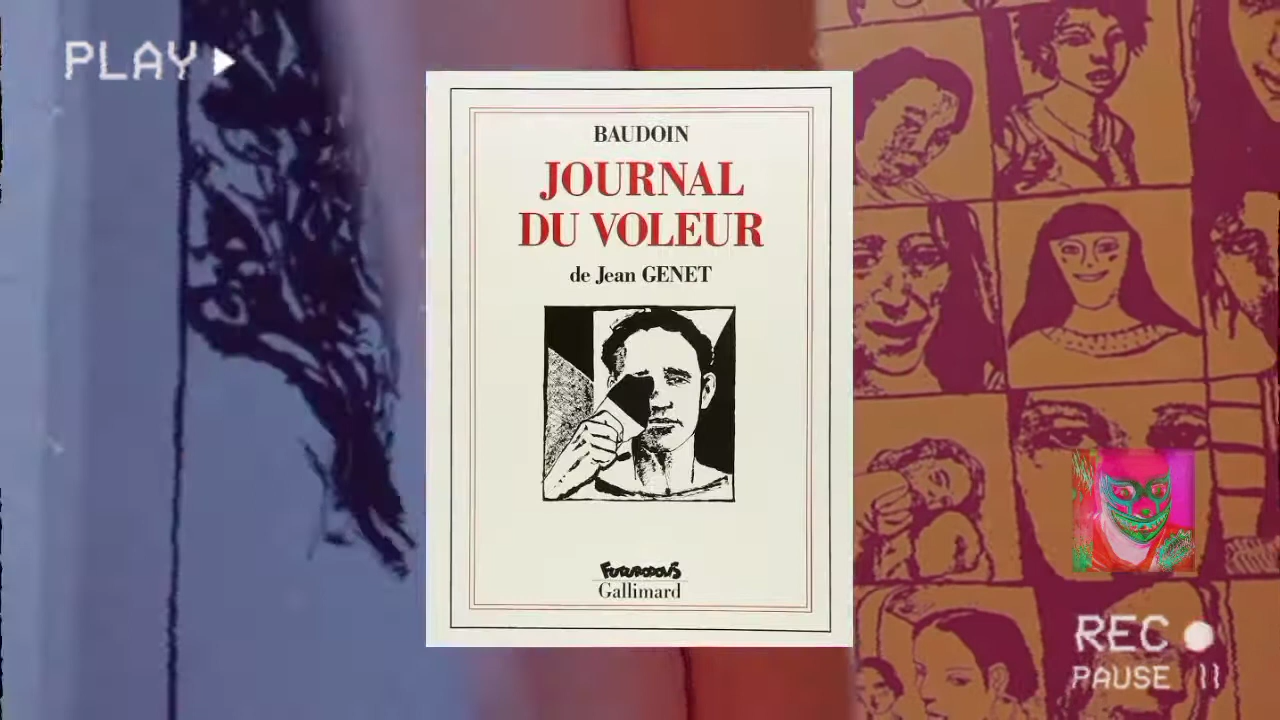 PLAY
BAUDOIN
JOURNAL
DU VOLEUR
de Jean GENET
FUTUROPOLIS
Gallimard
REC
PAUSE